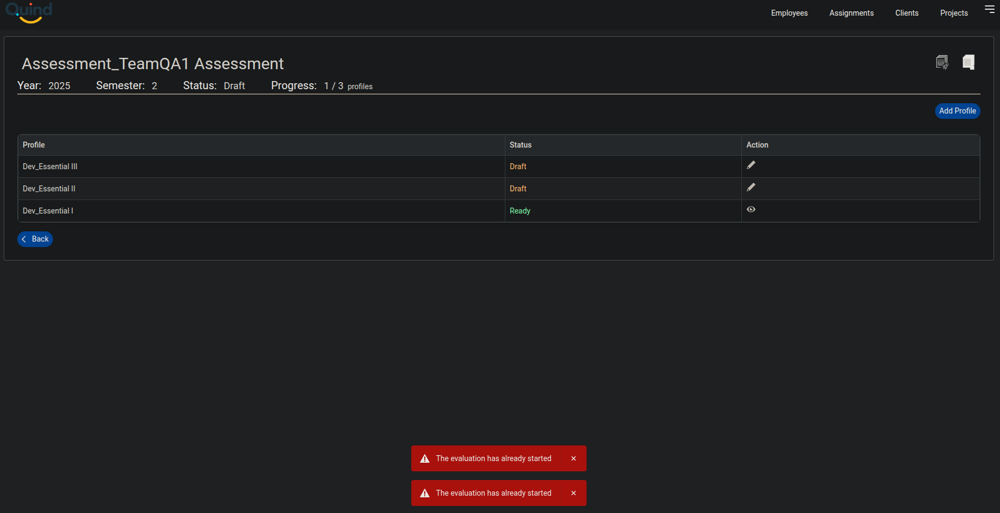 Quind
Employees Assignments Clients Projects
Assessment_TeamQA1 Assessment
Year: 2025 Semester: 2 Status: Draft Progress: 1 / 3 profiles
Add Profile
Profile Status Action
Dev_Essential III Draft
Dev_Essential II Draft
Dev_Essential I Ready
Back
The evaluation has already started
The evaluation has already started